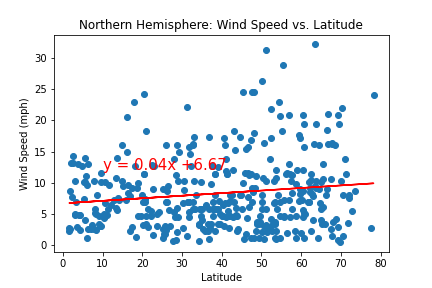 Northern Hemisphere: Wind Speed vs. Latitude
Wind Speed (mph)
35
30
25
20
15
10
5
0
y = 0.04x +6.67
0 10 20 30 40 50 60 70 80
Latitude